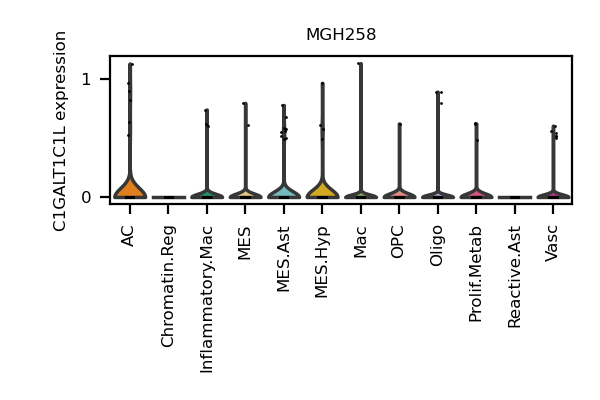 MGH258
C1GALT1C1L expression
1
0
AC
Chromatin.Reg
Inflammatory.Mac
MES
MES.Ast
MES.Hyp
Mac
OPC
Oligo
Prolif.Metab
Reactive.Ast
Vasc